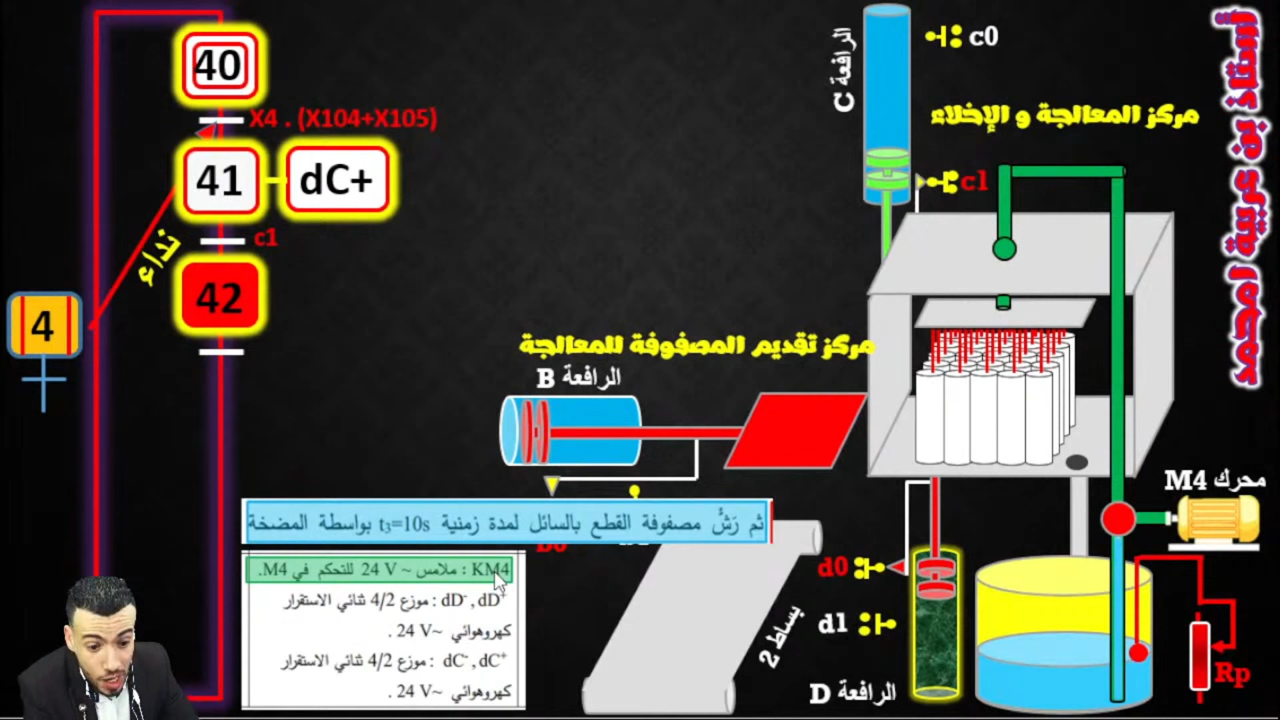 40
X4 . (X104+X105)
41
dC+
نداء
c1
42
4
أستاذ بن عريبة امحمد
الرافعة C
c0
c1
مركز المعالجة و الإخلاء
مركز تقديم المصفوفة للمعالجة
الرافعة B
ثم رَشُّ مصفوفة القطع بالسائل لمدة زمنية t₃=10s بواسطة المضخة
KM4 : ملامس ~ 24 V للتحكم في M4.
dD⁻ , dD⁺ : موزع 4/2 ثنائي الاستقرار
كهروهوائي ~24 V .
dC⁻ , dC⁺ : موزع 4/2 ثنائي الاستقرار
كهروهوائي ~24 V .
بساط 2
d0
d1
الرافعة D
محرك M4
Rp